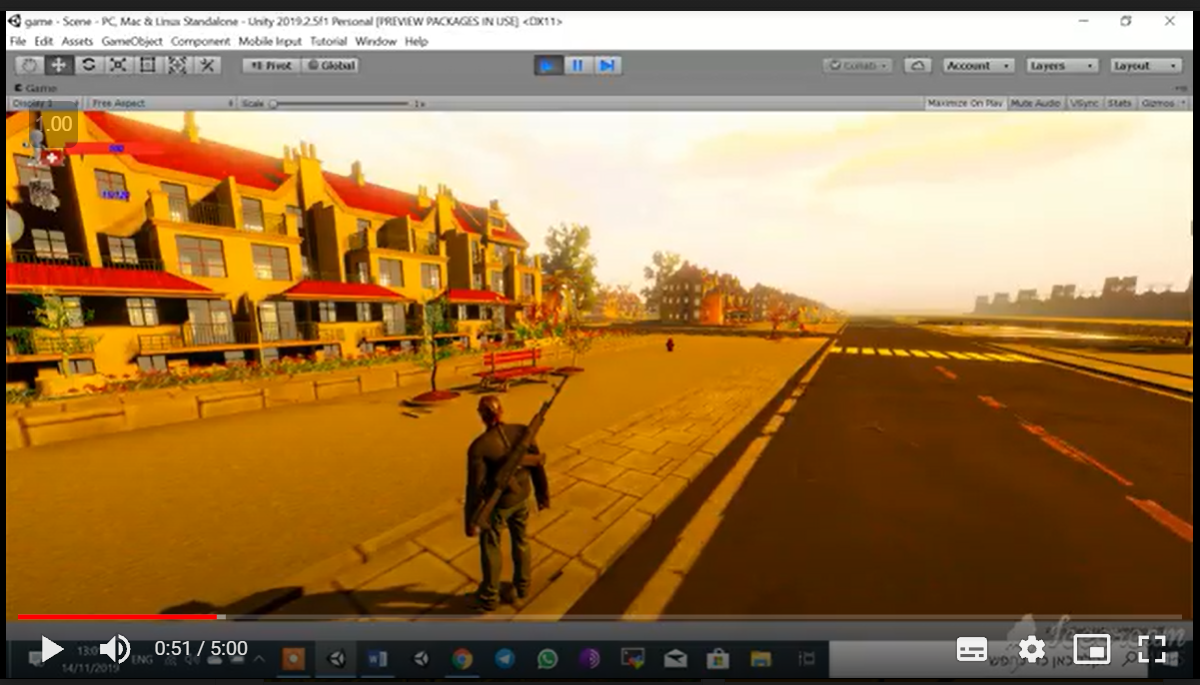 game - Scene - PC, Mac & Linux Standalone - Unity 2019.2.5f1 Personal [PREVIEW PACKAGES IN USE] <DX11>
File Edit Assets GameObject Component Mobile Input Tutorial Window Help
Pivot Global Collab Account Layers Layout
Game
Display 1 Free Aspect Scale 1x Maximize On Play Mute Audio VSync Stats Gizmos
.00
100
0:51 / 5:00
ENG
14/11/2019